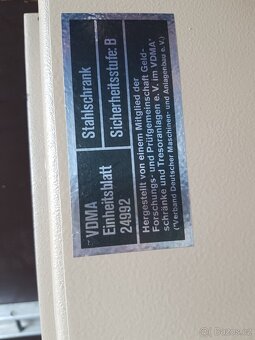 VDMA
Einheitsblatt
24992
Stahlschrank
Sicherheitsstufe: B
Hergestellt von einem Mitglied der
Forschungs- und Prüfgemeinschaft Geld-
schränke und Tresoranlagen e. V. im VDMA*
(*Verband Deutscher Maschinen- und Anlagenbau e. V.)